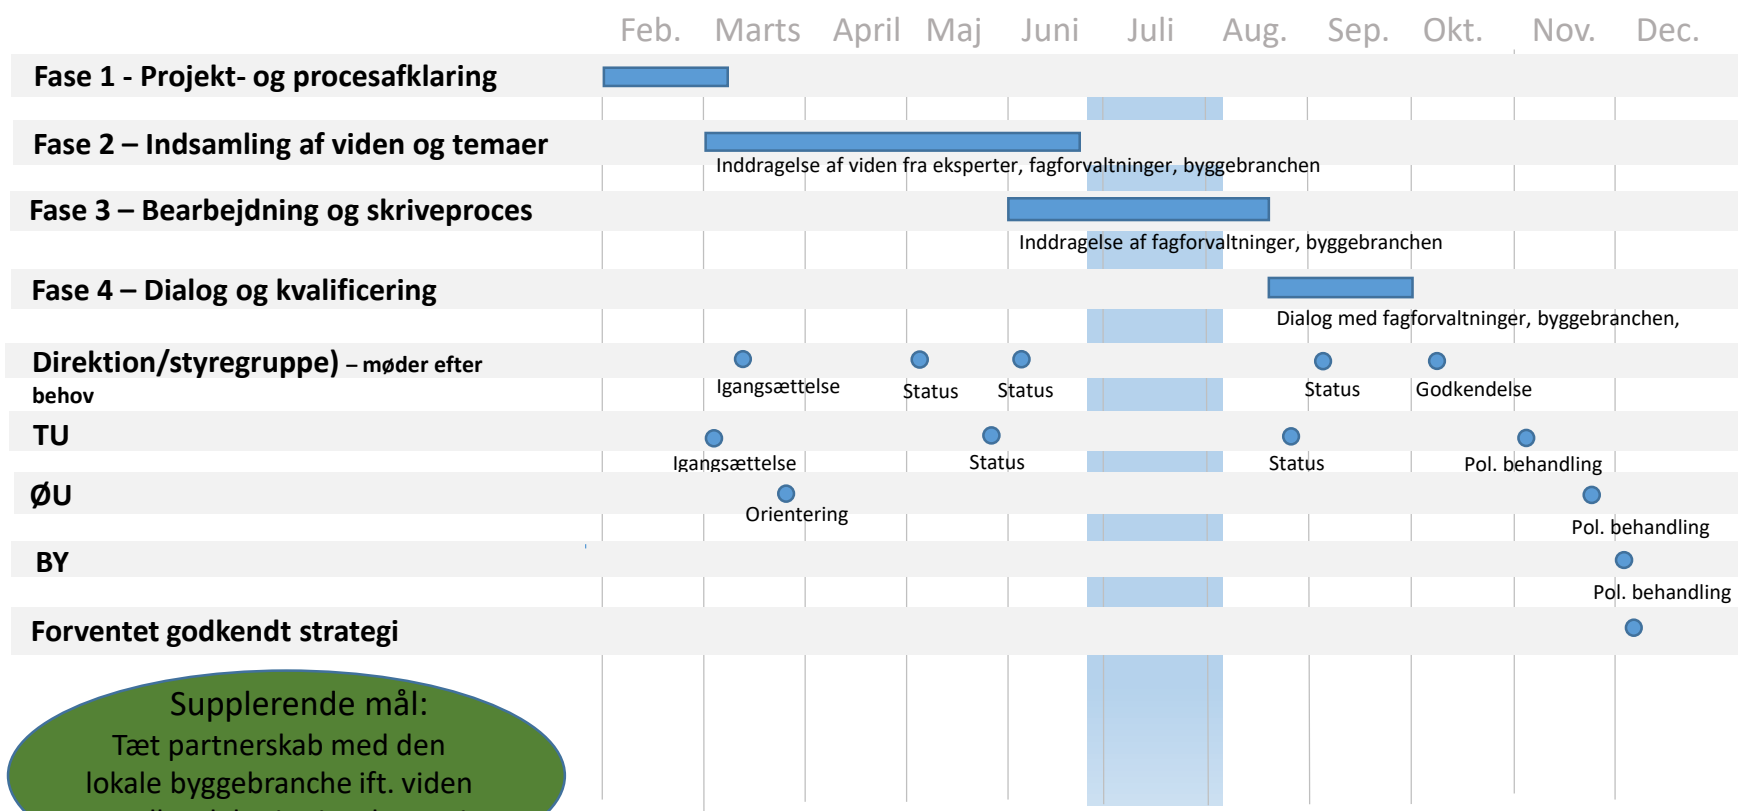 Feb. Marts April Maj Juni Juli Aug. Sep. Okt. Nov. Dec.
Fase 1 - Projekt- og procesafklaring
Fase 2 – Indsamling af viden og temaer
Inddragelse af viden fra eksperter, fagforvaltninger, byggebranchen
Fase 3 – Bearbejdning og skriveproces
Inddragelse af fagforvaltninger, byggebranchen
Fase 4 – Dialog og kvalificering
Dialog med fagforvaltninger, byggebranchen,
Direktion/styregruppe) – møder efter
behov
Igangsættelse Status Status Status Godkendelse
TU
Igangsættelse Status Status Pol. behandling
ØU
Orientering
Pol. behandling
BY
Pol. behandling
Forventet godkendt strategi
Supplerende mål:
Tæt partnerskab med den
lokale byggebranche ift. viden